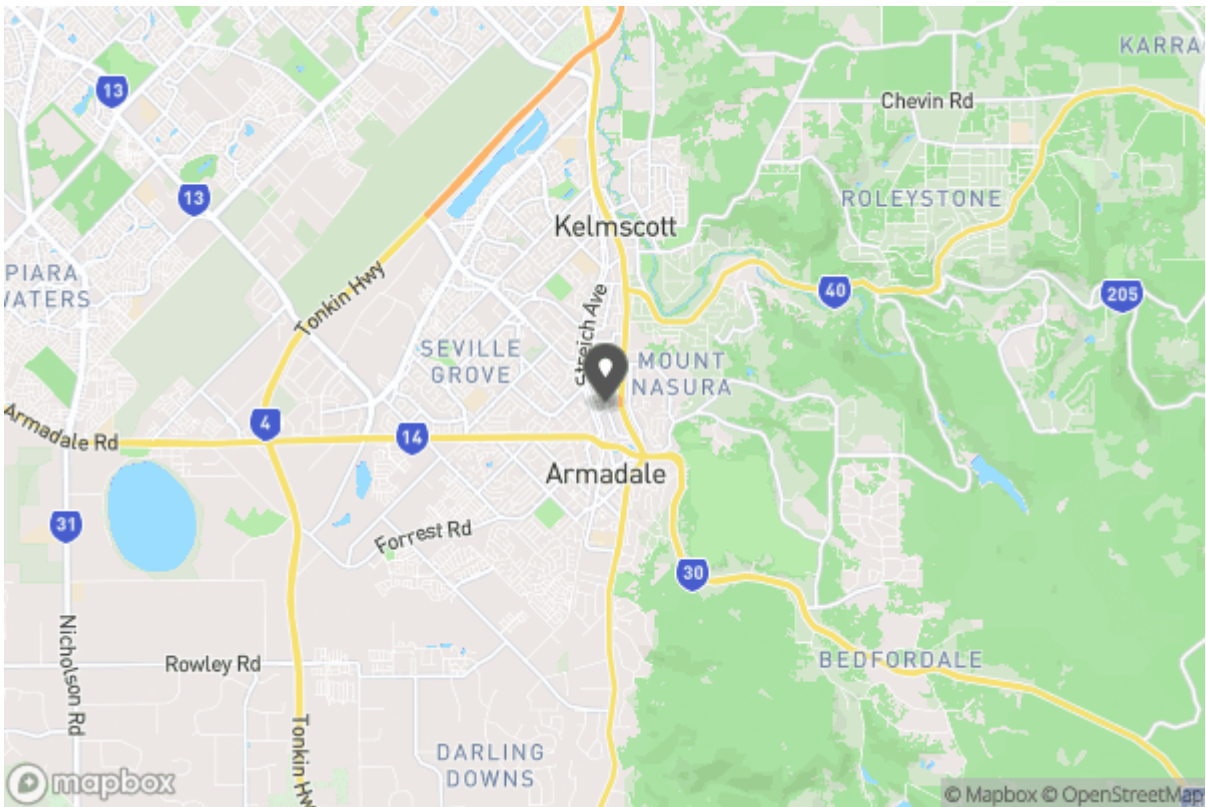 KARRAG
13
Chevin Rd
13
ROLEYSTONE
Kelmscott
PIARA
WATERS
Tonkin Hwy
40
205
Streich Ave
SEVILLE
GROVE
MOUNT
NASURA
Armadale Rd
4
14
Armadale
31
Forrest Rd
30
Nicholson Rd
Rowley Rd
BEDFORDALE
Tonkin Hw
DARLING
DOWNS
mapbox
© Mapbox © OpenStreetMap